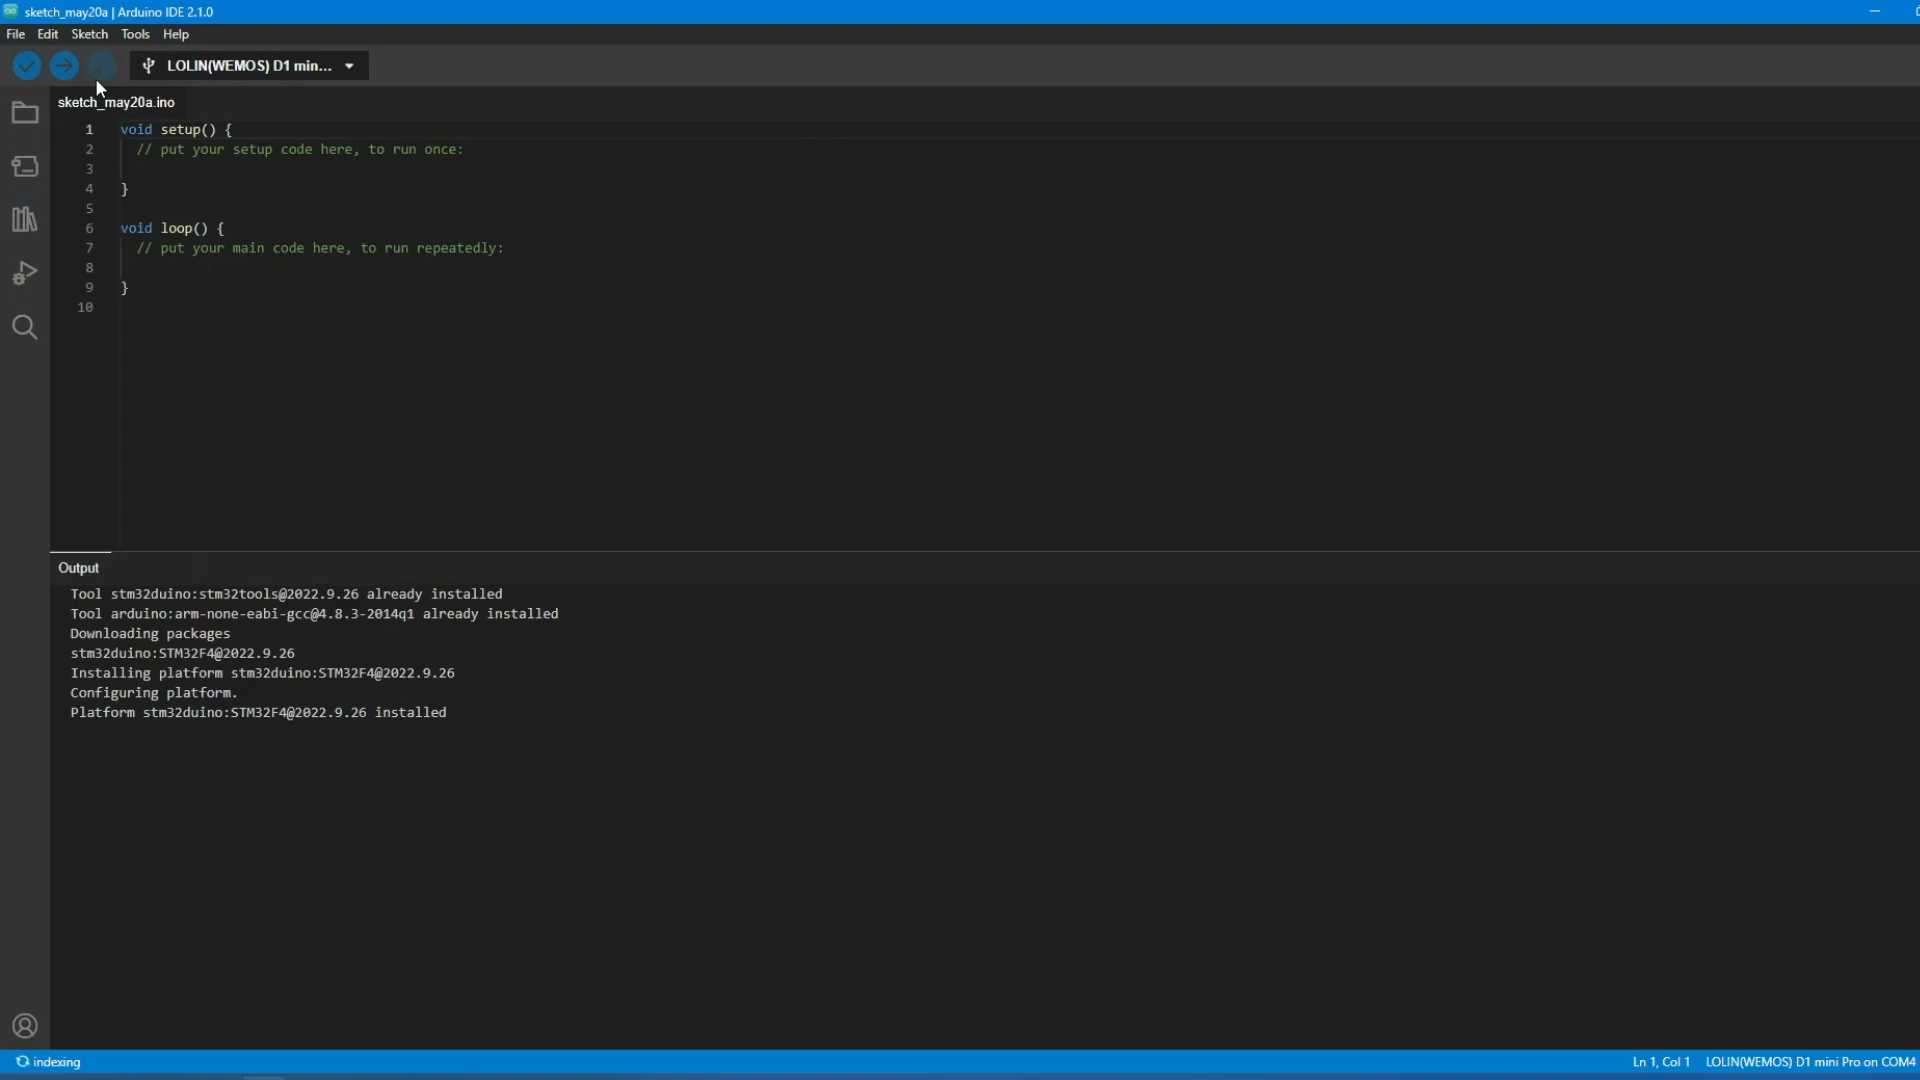 sketch_may20a | Arduino IDE 2.1.0
File Edit Sketch Tools Help
LOLIN(WEMOS) D1 min...
sketch_may20a.ino
1 void setup() {
2 // put your setup code here, to run once:
3
4 }
5
6 void loop() {
7 // put your main code here, to run repeatedly:
8
9 }
10
Output
Tool stm32duino:stm32tools@2022.9.26 already installed
Tool arduino:arm-none-eabi-gcc@4.8.3-2014q1 already installed
Downloading packages
stm32duino:STM32F4@2022.9.26
Installing platform stm32duino:STM32F4@2022.9.26
Configuring platform.
Platform stm32duino:STM32F4@2022.9.26 installed
indexing Ln 1, Col 1 LOLIN(WEMOS) D1 mini Pro on COM4